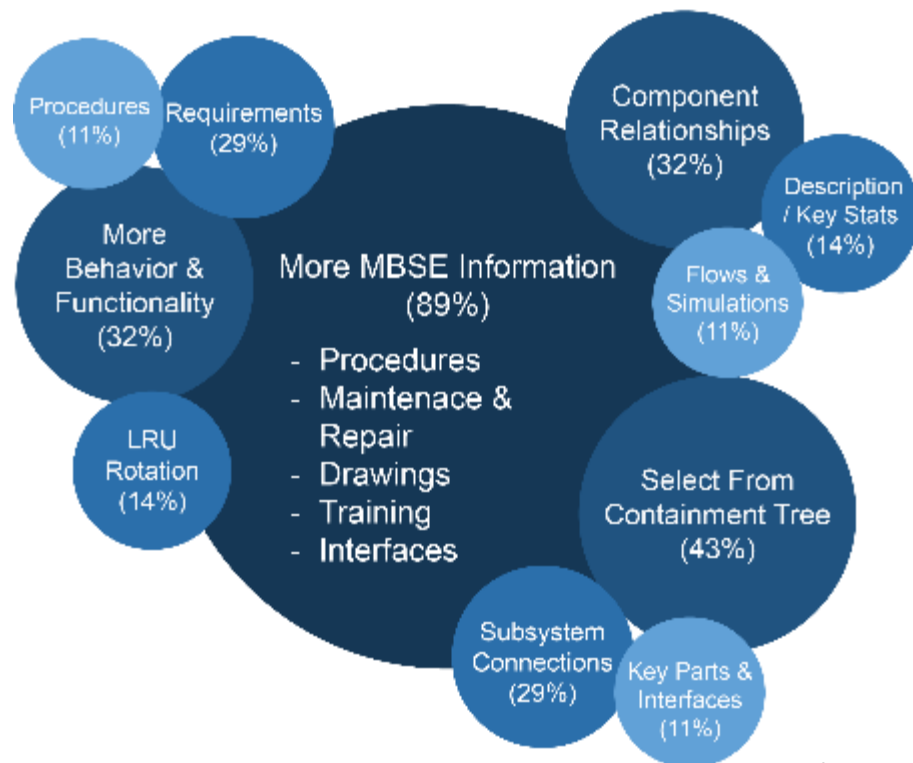 Procedures
(11%)
Requirements
(29%)
Component
Relationships
(32%)
Description
/ Key Stats
(14%)
More
Behavior &
Functionality
(32%)
More MBSE Information
(89%)
- Procedures
- Maintenace &
Repair
- Drawings
- Training
- Interfaces
Flows &
Simulations
(11%)
LRU
Rotation
(14%)
Select From
Containment Tree
(43%)
Subsystem
Connections
(29%)
Key Parts &
Interfaces
(11%)